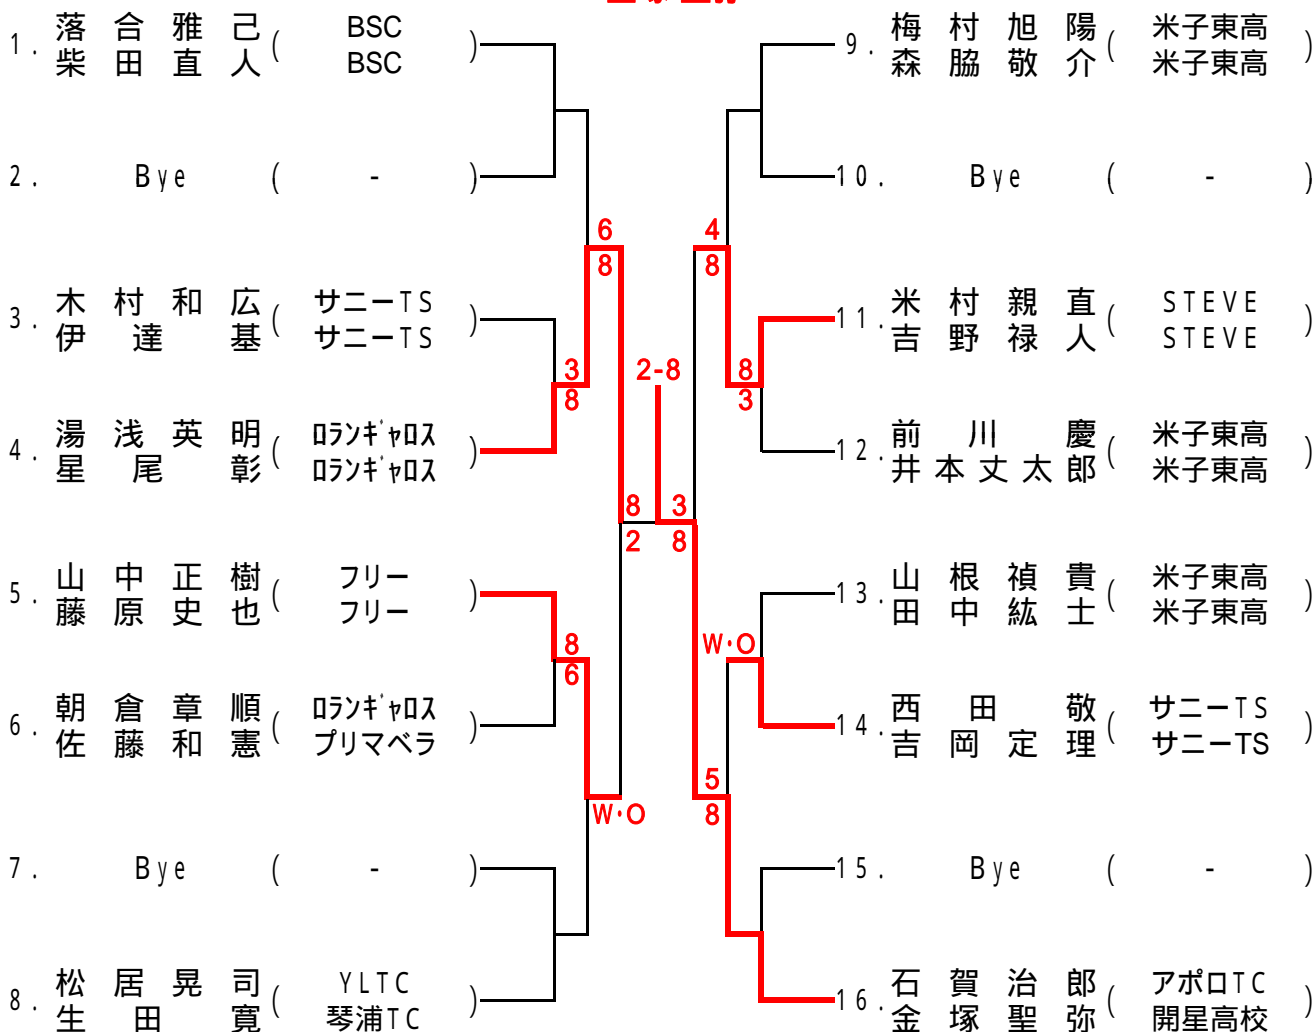 1. 落合雅己 ( BSC )
柴田直人 BSC
2. Bye ( - )
3. 木村和広 ( サニーTS )
伊達基 サニーTS
4. 湯浅英明 ( ロランギャロス )
星尾彰 ロランギャロス
5. 山中正樹 ( フリー )
藤原史也 フリー
6. 朝倉章順 ( ロランギャロス )
佐藤和憲 プリマベラ
7. Bye ( - )
8. 松居晃司 ( YLTC )
生田寛 琴浦TC
6
8
3
8
8
6
W・O
8
2
2-8
3
8
4
8
8
3
W・O
5
8
9. 梅村旭陽 ( 米子東高 )
森脇敬介 米子東高
10. Bye ( - )
11. 米村親直 ( STEVE )
吉野禄人 STEVE
12. 前川慶 ( 米子東高 )
井本丈太郎 米子東高
13. 山根禎貴 ( 米子東高 )
田中紘士 米子東高
14. 西田敬 ( サニーTS )
吉岡定理 サニーTS
15. Bye ( - )
16. 石賀治郎 ( アポロTC )
金塚聖弥 開星高校